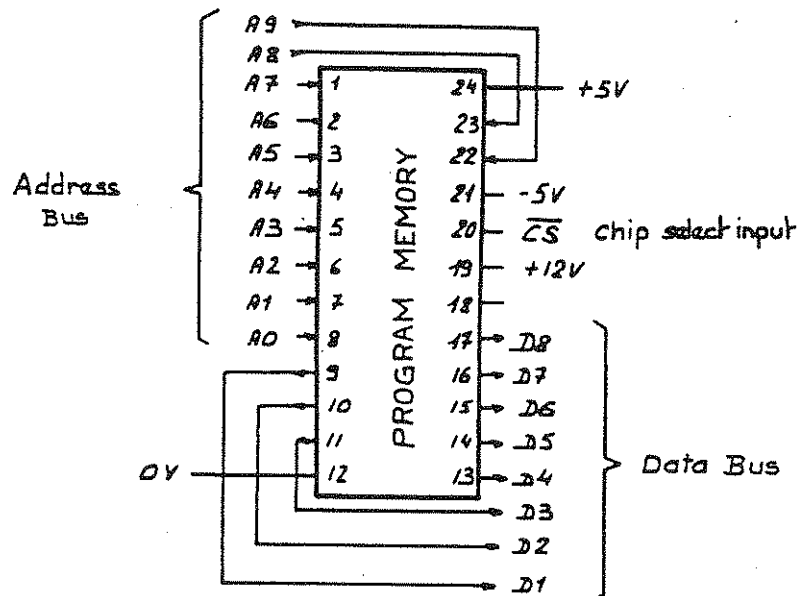 A9
A8
A7 1 24 +5V
A6 2 23
A5 3 22
A4 4 21 -5V
A3 5 20 C̅S̅ chip select input
A2 6 19 +12V
A1 7 18
A0 8 17 D8
9 16 D7
10 15 D6
11 14 D5
0V 12 13 D4
D3
D2
D1
Address
Bus
PROGRAM MEMORY
Data Bus